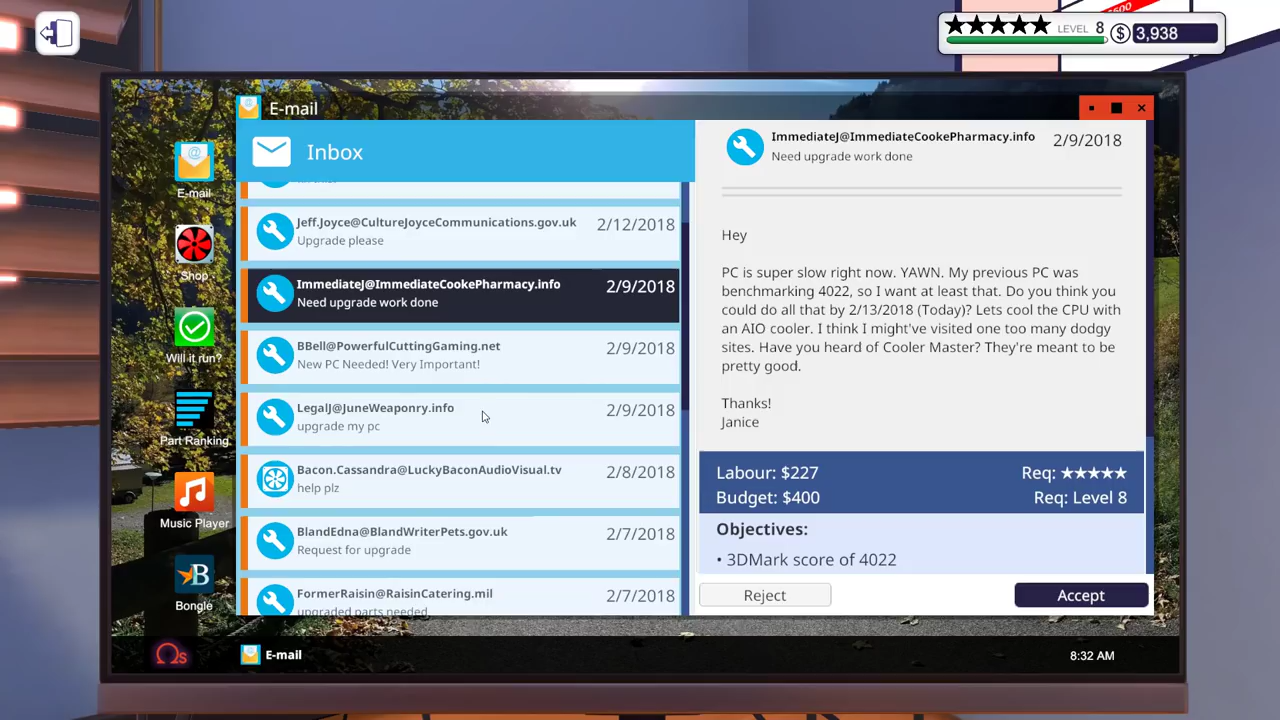 LEVEL 8
$ 3,938
E-mail
Inbox
Jeff.Joyce@CultureJoyceCommunications.gov.uk 2/12/2018
Upgrade please
ImmediateJ@ImmediateCookePharmacy.info 2/9/2018
Need upgrade work done
BBell@PowerfulCuttingGaming.net 2/9/2018
New PC Needed! Very Important!
LegalJ@JuneWeaponry.info 2/9/2018
upgrade my pc
Bacon.Cassandra@LuckyBaconAudioVisual.tv 2/8/2018
help plz
BlandEdna@BlandWriterPets.gov.uk 2/7/2018
Request for upgrade
FormerRaisin@RaisinCatering.mil 2/7/2018
upgraded parts needed
ImmediateJ@ImmediateCookePharmacy.info 2/9/2018
Need upgrade work done
Hey
PC is super slow right now. YAWN. My previous PC was
benchmarking 4022, so I want at least that. Do you think you
could do all that by 2/13/2018 (Today)? Lets cool the CPU with
an AIO cooler. I think I might've visited one too many dodgy
sites. Have you heard of Cooler Master? They're meant to be
pretty good.
Thanks!
Janice
Labour: $227 Req: ★★★★★
Budget: $400 Req: Level 8
Objectives:
• 3DMark score of 4022
Reject Accept
E-mail
Shop
Will it run?
Part Ranking
Music Player
Bongle
Ωs
E-mail
8:32 AM